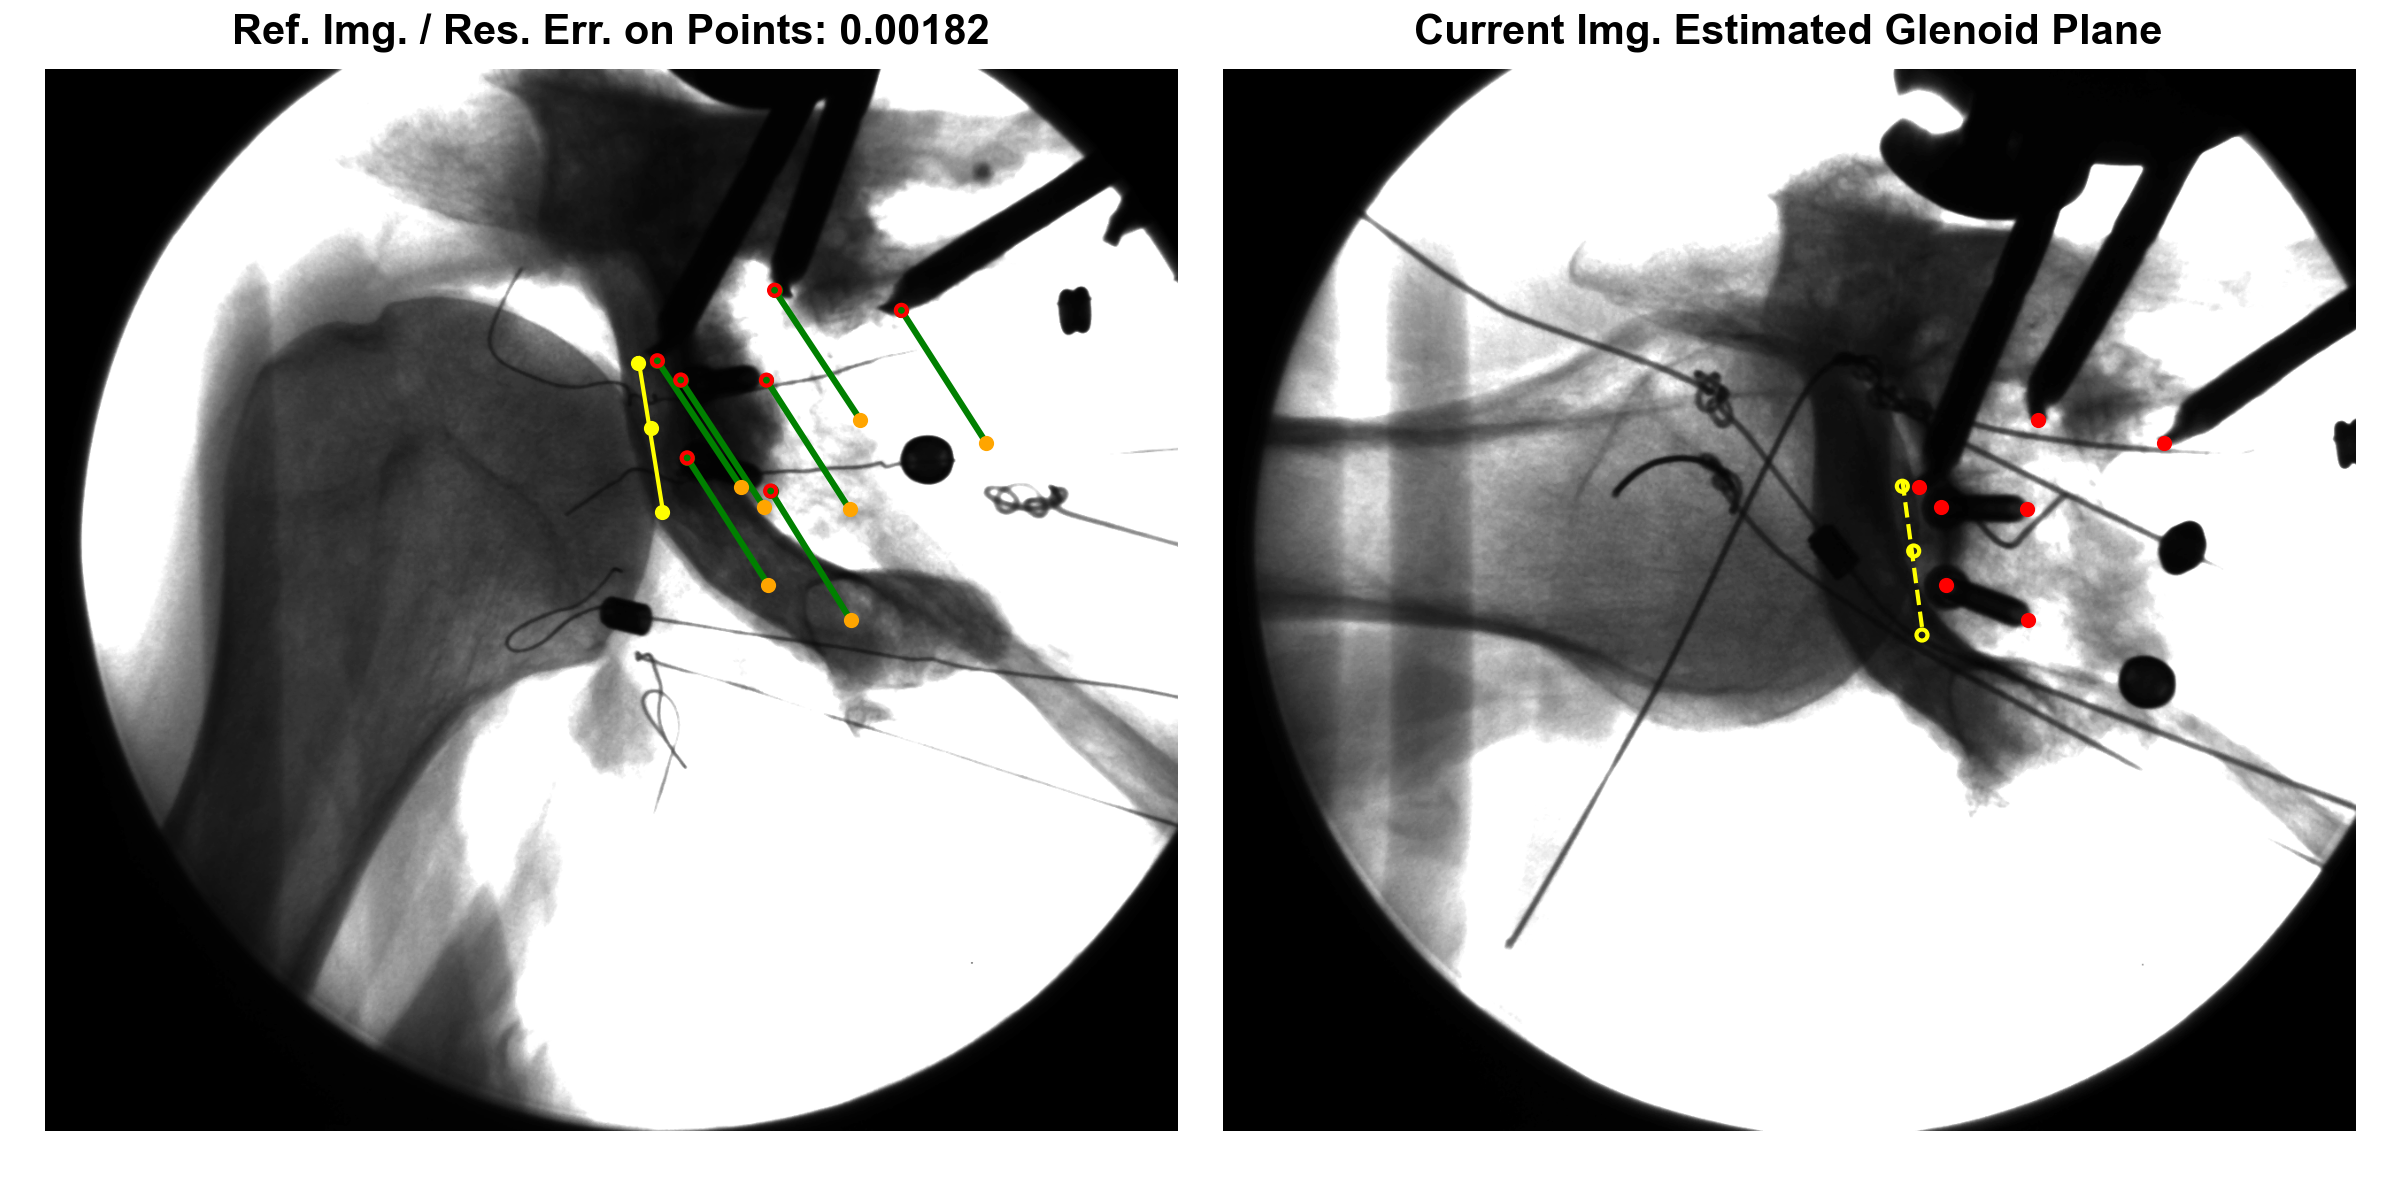 Ref. Img. / Res. Err. on Points: 0.00182
Current Img. Estimated Glenoid Plane